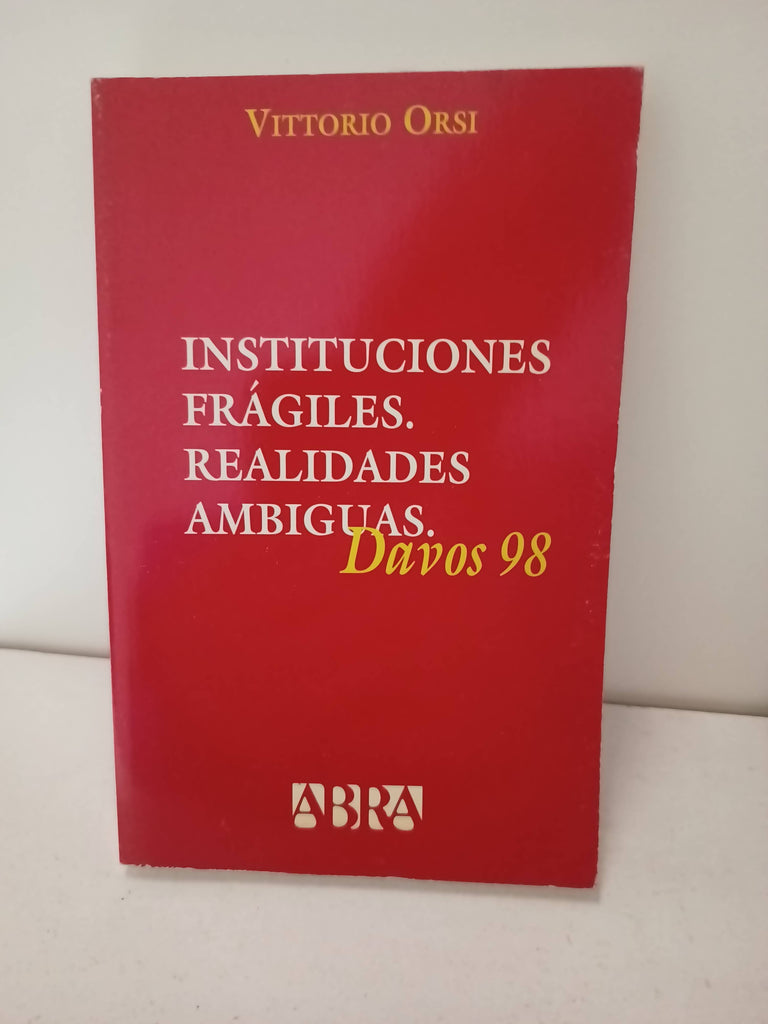 VITTORIO ORSI
INSTITUCIONES
FRÁGILES.
REALIDADES
AMBIGUAS.
Davos 98
ABRA